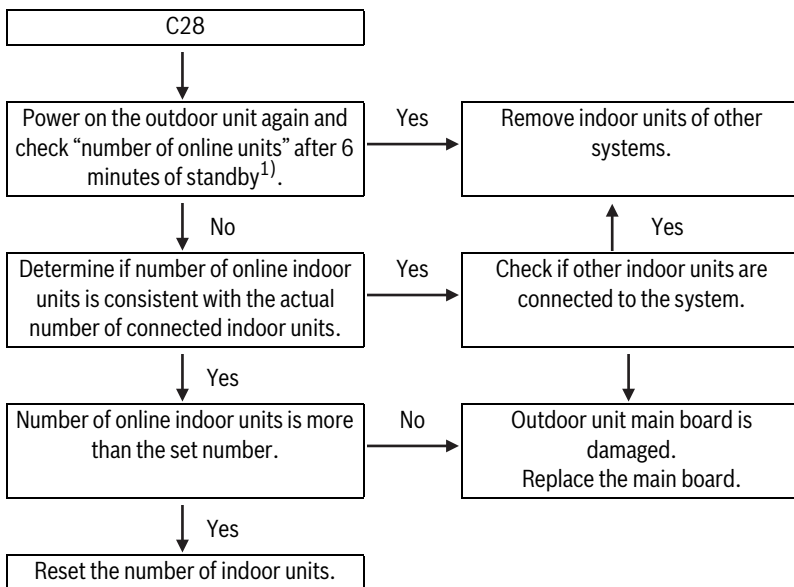 C28
Power on the outdoor unit again and
check “number of online units” after 6
minutes of standby1).
Yes
Remove indoor units of other
systems.
No
Yes
Determine if number of online indoor
units is consistent with the actual
number of connected indoor units.
Yes
Check if other indoor units are
connected to the system.
Yes
Number of online indoor units is more
than the set number.
No
Outdoor unit main board is
damaged.
Replace the main board.
Yes
Reset the number of indoor units.